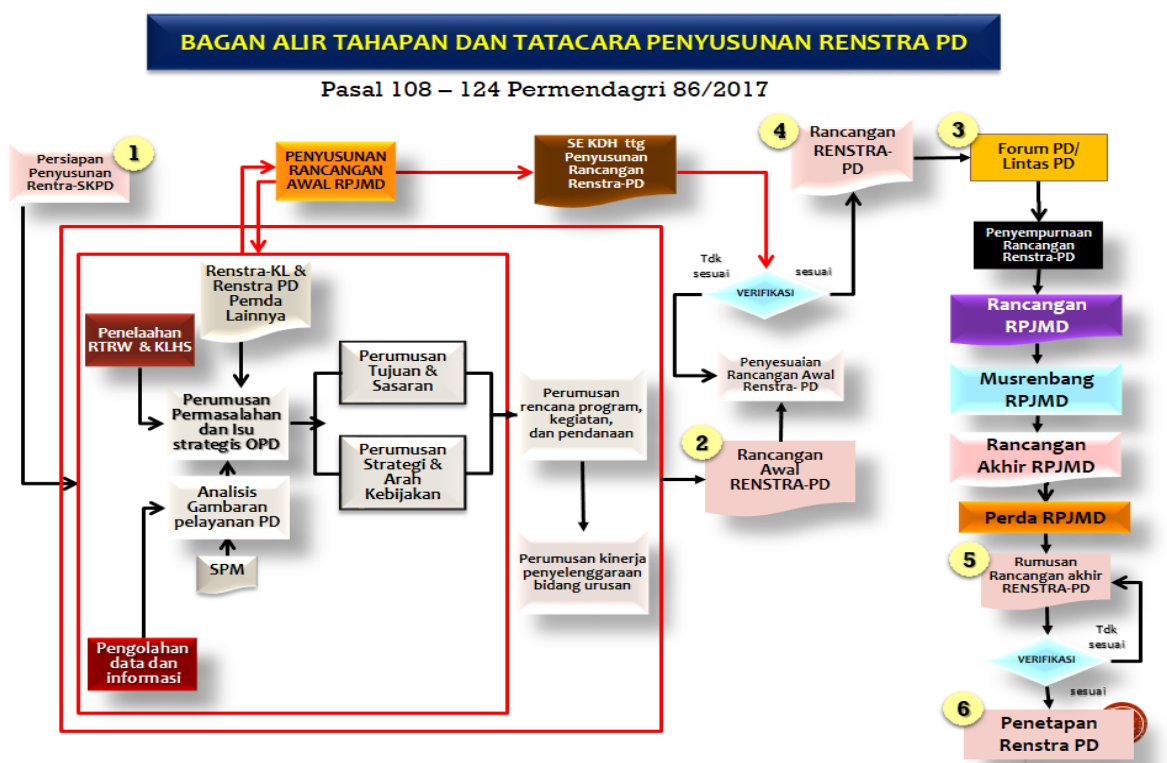 BAGAN ALIR TAHAPAN DAN TATACARA PENYUSUNAN RENSTRA PD
Pasal 108 – 124 Permendagri 86/2017
1
Persiapan
Penyusunan
Rentra-SKPD
PENYUSUNAN
RANCANGAN
AWAL RPJMD
SE KDH ttg
Penyusunan
Rancangan
Renstra-PD
4
Rancangan
RENSTRA-
PD
3
Forum PD/
Lintas PD
Penyempurnaan
Rancangan
Renstra-PD
Renstra-KL &
Renstra PD
Pemda
Lainnya
Penelaahan
RTRW & KLHS
Perumusan
Permasalahan
dan Isu
strategis OPD
Analisis
Gambaran
pelayanan PD
SPM
Pengolahan
data dan
informasi
Perumusan
Tujuan &
Sasaran
Perumusan
Strategi &
Arah
Kebijakan
Perumusan
rencana program,
kegiatan,
dan pendanaan
Perumusan kinerja
penyelenggaraan
bidang urusan
Tdk
sesuai
sesuai
VERIFIKASI
Penyesuaian
Rancangan Awal
Renstra- PD
2
Rancangan
Awal
RENSTRA-PD
Rancangan
RPJMD
Musrenbang
RPJMD
Rancangan
Akhir RPJMD
Perda RPJMD
5
Rumusan
Rancangan akhir
RENSTRA-PD
Tdk
sesuai
VERIFIKASI
sesuai
6
Penetapan
Renstra PD